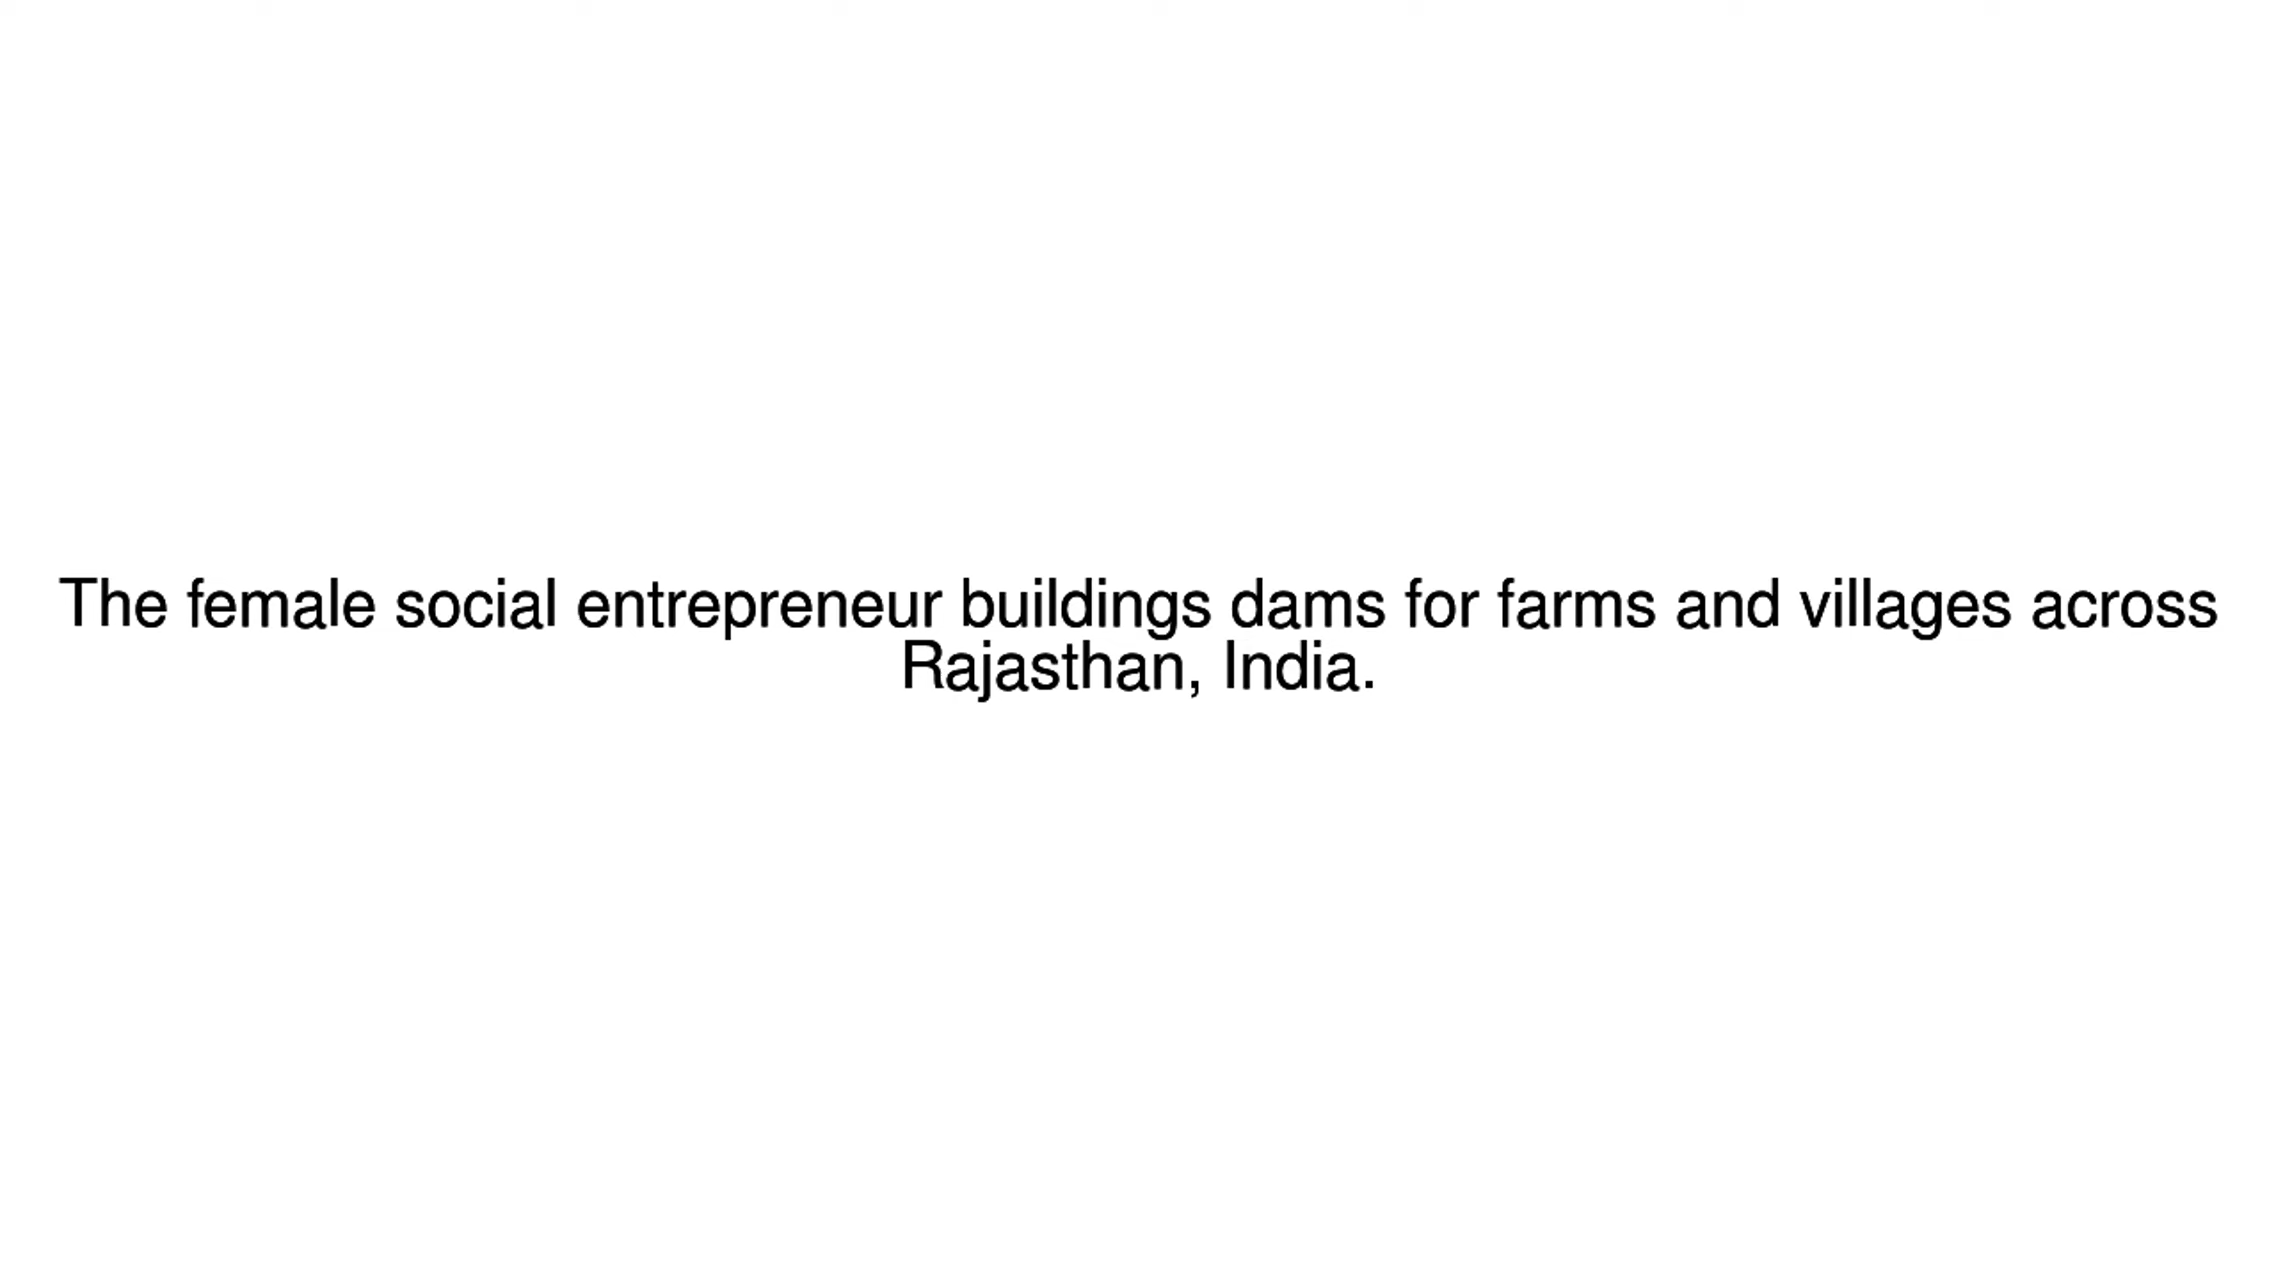 The female social entrepreneur buildings dams for farms and villages across
Rajasthan, India.